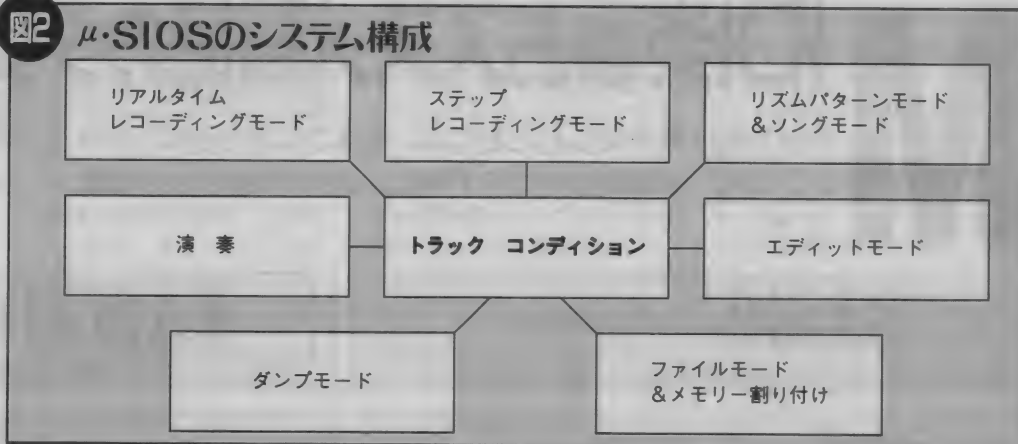 図2 μ・SIOSのシステム構成
リアルタイム
レコーディングモード
ステップ
レコーディングモード
リズムパターンモード
&ソングモード
演 奏
トラック コンディション
エディットモード
ダンプモード
ファイルモード
&メモリー割り付け